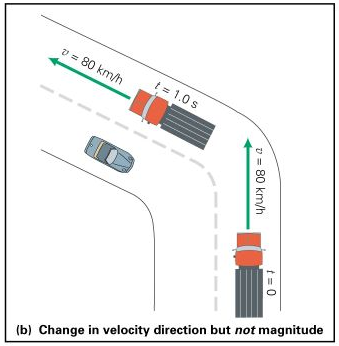 v = 80 km/h
t = 1.0 s
v = 80 km/h
t = 0
(b) Change in velocity direction but not magnitude